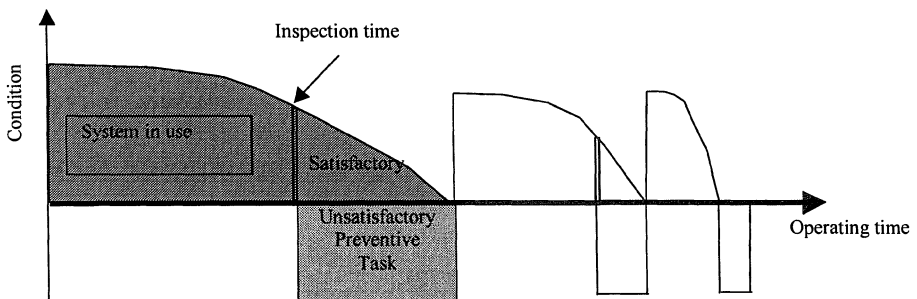 Inspection time
Condition
System in use
Satisfactory
Unsatisfactory
Preventive
Task
Operating time